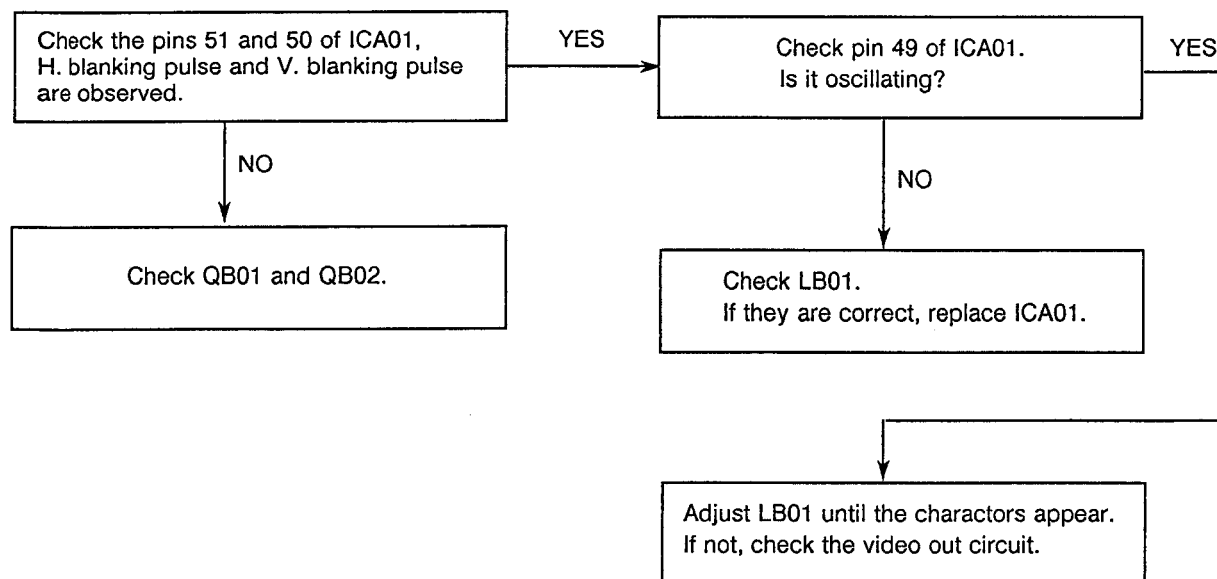 Check the pins 51 and 50 of ICA01,
H. blanking pulse and V. blanking pulse
are observed.
YES
Check pin 49 of ICA01.
Is it oscillating?
YES
NO
NO
Check QB01 and QB02.
Check LB01.
If they are correct, replace ICA01.
Adjust LB01 until the charactors appear.
If not, check the video out circuit.